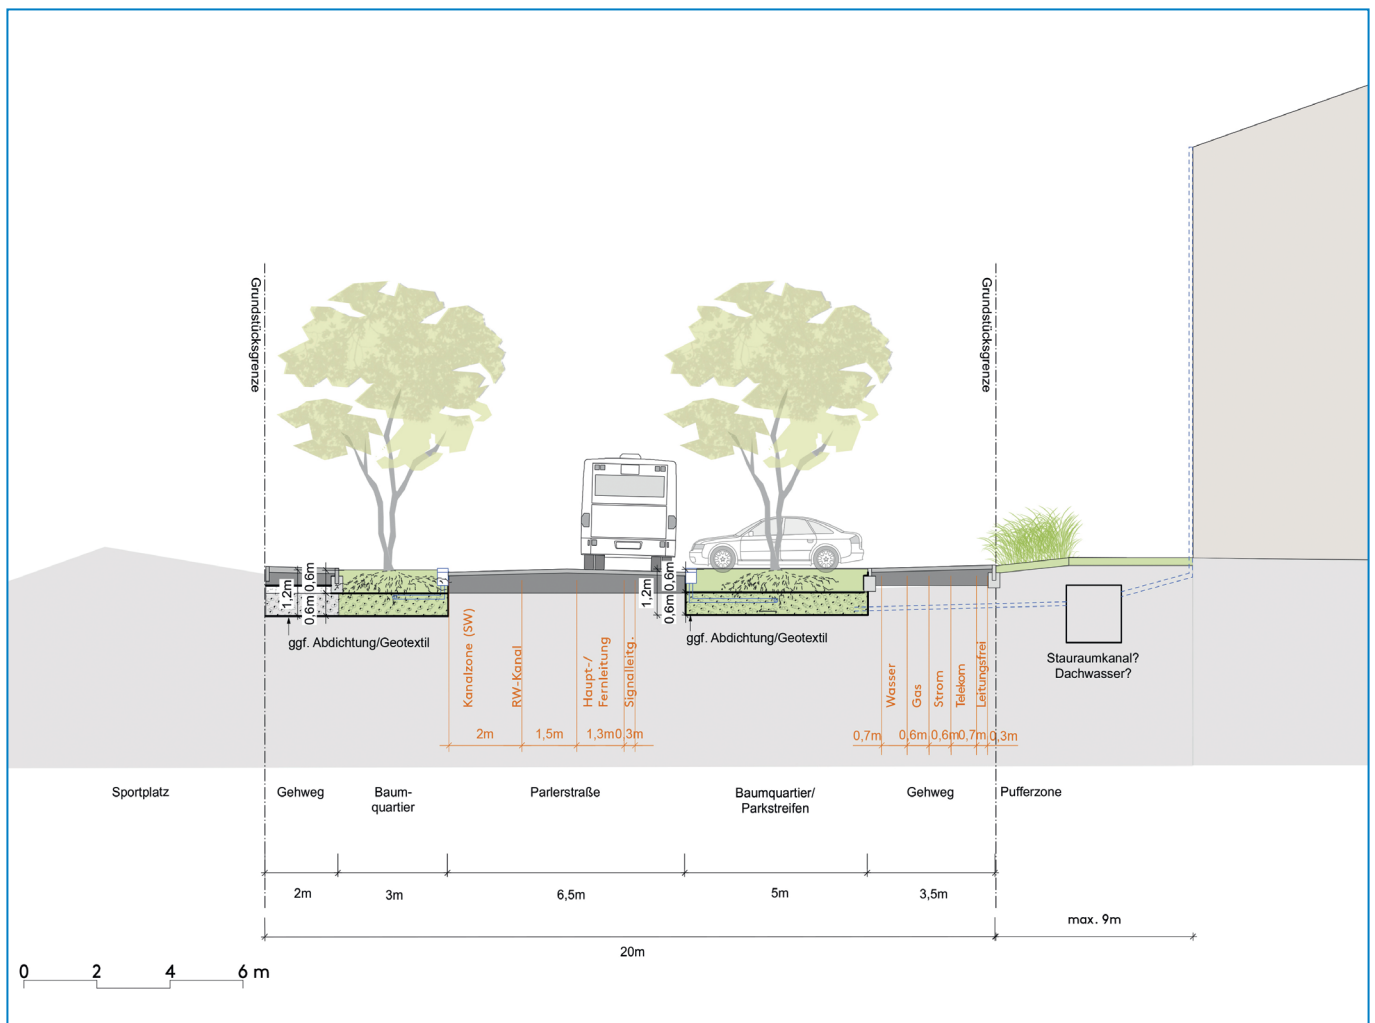 Grundstücksgrenze
Grundstücksgrenze
1,2m
0,6m
0,6m
1,2m
0,6m
0,6m
ggf. Abdichtung/Geotextil
ggf. Abdichtung/Geotextil
Kanalzone (SW)
RW-Kanal
Haupt-/
Fernleitung
Signalleitg.
Wasser
Gas
Strom
Telekom
Leitungsfrei
Stauraumkanal?
Dachwasser?
2m
1,5m
1,3m
0,3m
0,7m
0,6m
0,6m
0,7m
0,3m
Sportplatz
Gehweg
Baum-
quartier
Parlerstraße
Baumquartier/
Parkstreifen
Gehweg
Pufferzone
2m
3m
6,5m
5m
3,5m
max. 9m
20m
0 2 4 6 m